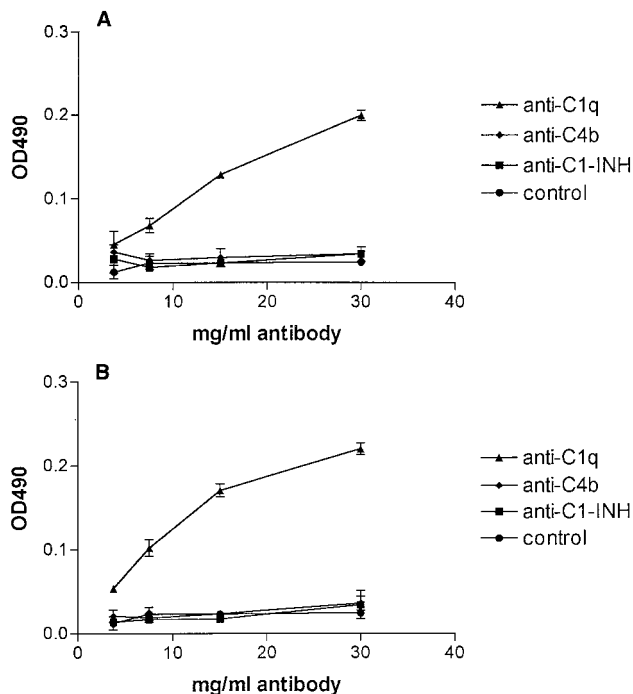 A
0.3
0.2
0.1
0.0
OD490
0
10
20
30
40
mg/ml antibody
anti-C1q
anti-C4b
anti-C1-INH
control
B
0.3
0.2
0.1
0.0
OD490
0
10
20
30
40
mg/ml antibody
anti-C1q
anti-C4b
anti-C1-INH
control